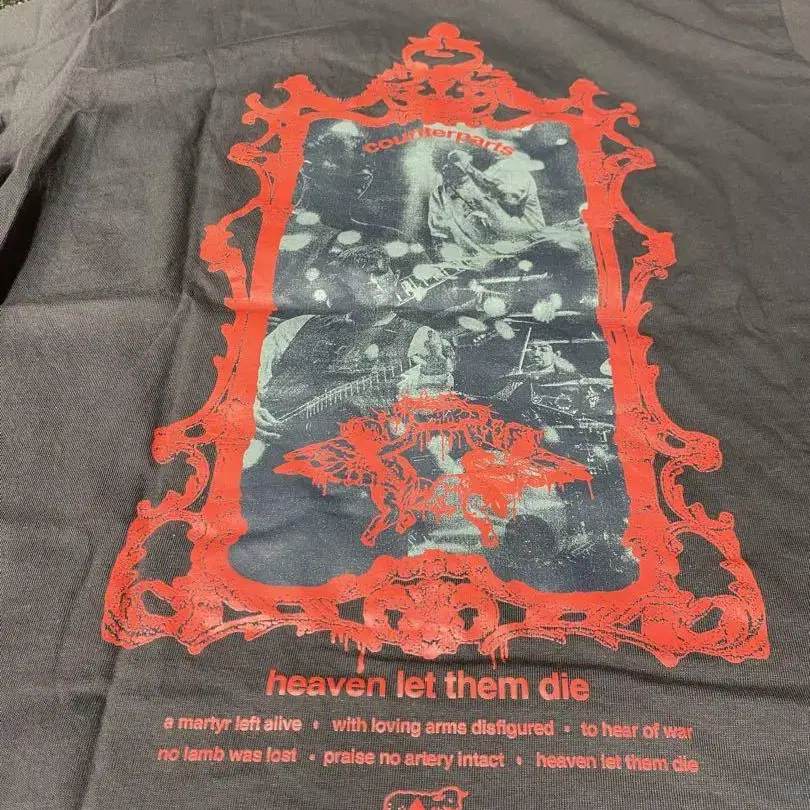 counterparts
heaven let them die
a martyr left alive • with loving arms disfigured • to hear of war
no lamb was lost • praise no artery intact • heaven let them die